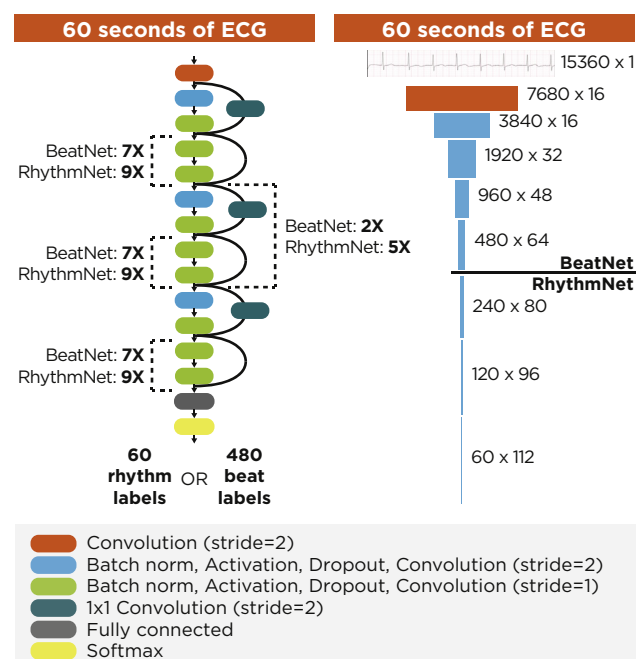 60 seconds of ECG
BeatNet: 7X
RhythmNet: 9X
BeatNet: 2X
RhythmNet: 5X
BeatNet: 7X
RhythmNet: 9X
BeatNet: 7X
RhythmNet: 9X
60
rhythm
labels
OR
480
beat
labels
60 seconds of ECG
15360 x 1
7680 x 16
3840 x 16
1920 x 32
960 x 48
480 x 64
BeatNet
RhythmNet
240 x 80
120 x 96
60 x 112
Convolution (stride=2)
Batch norm, Activation, Dropout, Convolution (stride=2)
Batch norm, Activation, Dropout, Convolution (stride=1)
1x1 Convolution (stride=2)
Fully connected
Softmax